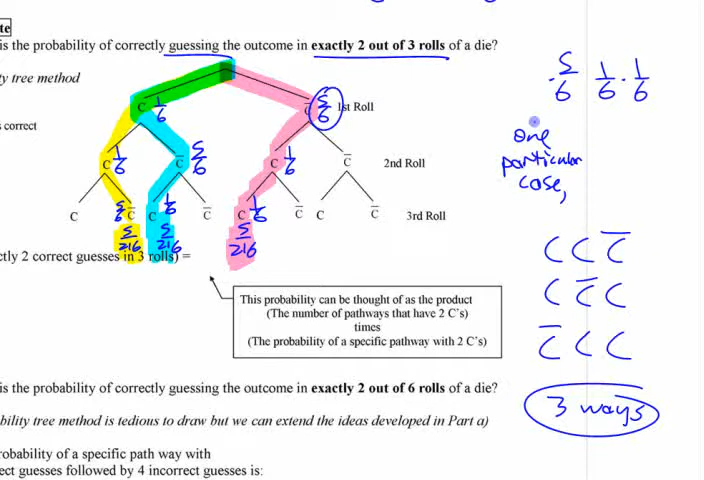 te
is the probability of correctly guessing the outcome in exactly 2 out of 3 rolls of a die?
ty tree method
s correct
C 1/6
C̅ 5/6 1st Roll
C 1/6 C̅ 5/6 C 1/6 C̅ 2nd Roll
C 5/6 C̅ C 1/6 C̅ C 1/6 C̅ C C̅ 3rd Roll
5/216 5/216 5/216
ctly 2 correct guesses in 3 rolls) =
This probability can be thought of as the product
(The number of pathways that have 2 C's)
times
(The probability of a specific pathway with 2 C's)
is the probability of correctly guessing the outcome in exactly 2 out of 6 rolls of a die?
bility tree method is tedious to draw but we can extend the ideas developed in Part a)
robability of a specific path way with
ect guesses followed by 4 incorrect guesses is:
· 5/6 1/6 · 1/6
one
particular
case,
C C C̅
C C̅ C
C̅ C C
3 ways